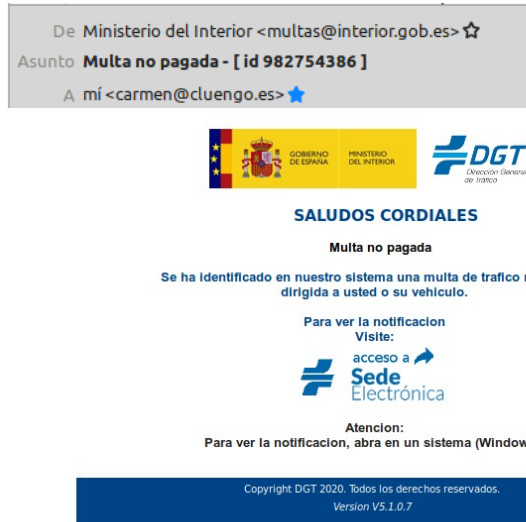 De Ministerio del Interior <multas@interior.gob.es>
Asunto Multa no pagada - [ id 982754386 ]
A mí <carmen@cluengo.es>
GOBIERNO DE ESPAÑA
MINISTERIO DEL INTERIOR
DGT
Dirección General de Tráfico
SALUDOS CORDIALES
Multa no pagada
Se ha identificado en nuestro sistema una multa de trafico
dirigida a usted o su vehiculo.
Para ver la notificacion
Visite:
acceso a
Sede
Electrónica
Atencion:
Para ver la notificacion, abra en un sistema (Window
Copyright DGT 2020. Todos los derechos reservados.
Version V5.1.0.7